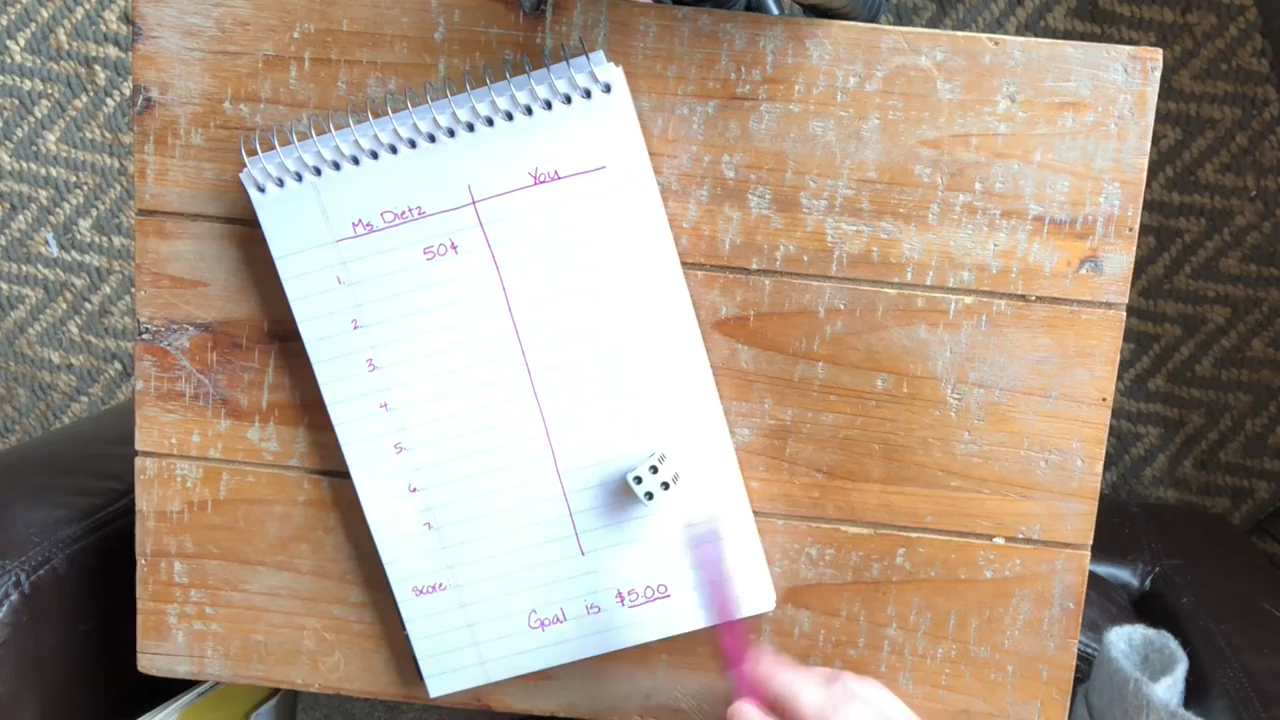 Ms. Dietz You
50¢
1.
2.
3.
4.
5.
6.
7.
Score:
Goal is $5.00